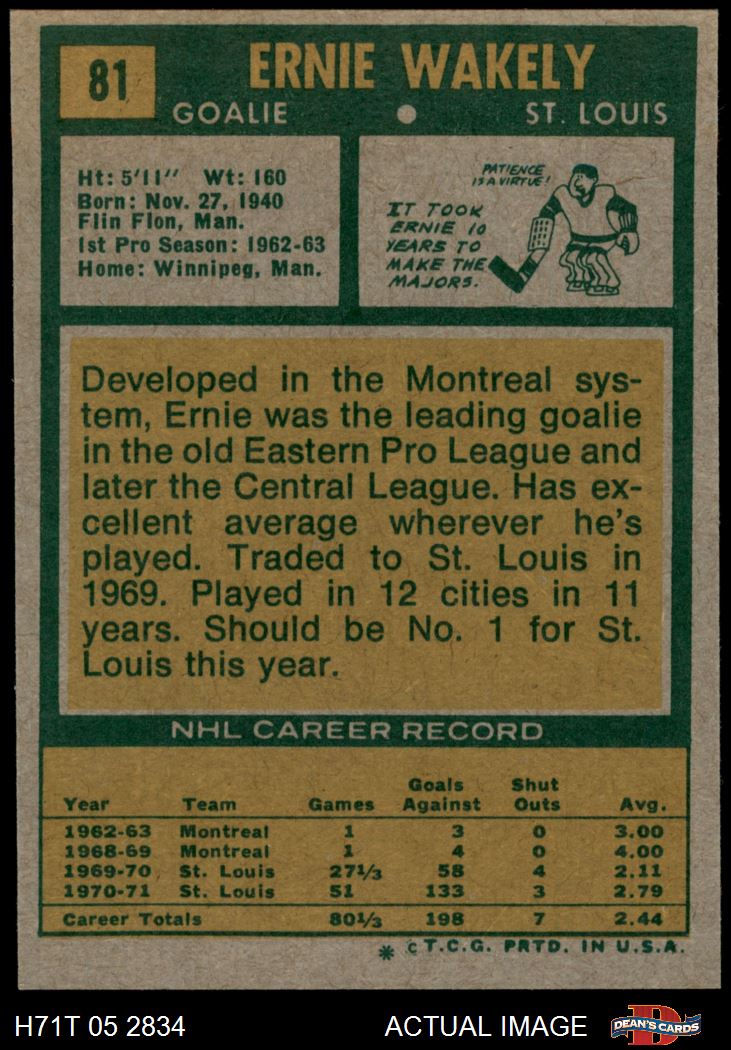 81
ERNIE WAKELY
GOALIE ST. LOUIS
Ht: 5'11" Wt: 160
Born: Nov. 27, 1940
Flin Flon, Man.
1st Pro Season: 1962-63
Home: Winnipeg, Man.
PATIENCE
IS A VIRTUE!
IT TOOK
ERNIE 10
YEARS TO
MAKE THE
MAJORS.
Developed in the Montreal sys-
tem, Ernie was the leading goalie
in the old Eastern Pro League and
later the Central League. Has ex-
cellent average wherever he's
played. Traded to St. Louis in
1969. Played in 12 cities in 11
years. Should be No. 1 for St.
Louis this year.
NHL CAREER RECORD
Year Team Games Goals Against Shut Outs Avg.
1962-63 Montreal 1 3 0 3.00
1968-69 Montreal 1 4 0 4.00
1969-70 St. Louis 271/3 58 4 2.11
1970-71 St. Louis 51 133 3 2.79
Career Totals 801/3 198 7 2.44
* © T.C.G. PRTD. IN U.S.A.
H71T 05 2834 ACTUAL IMAGE
D
DEAN'S CARDS